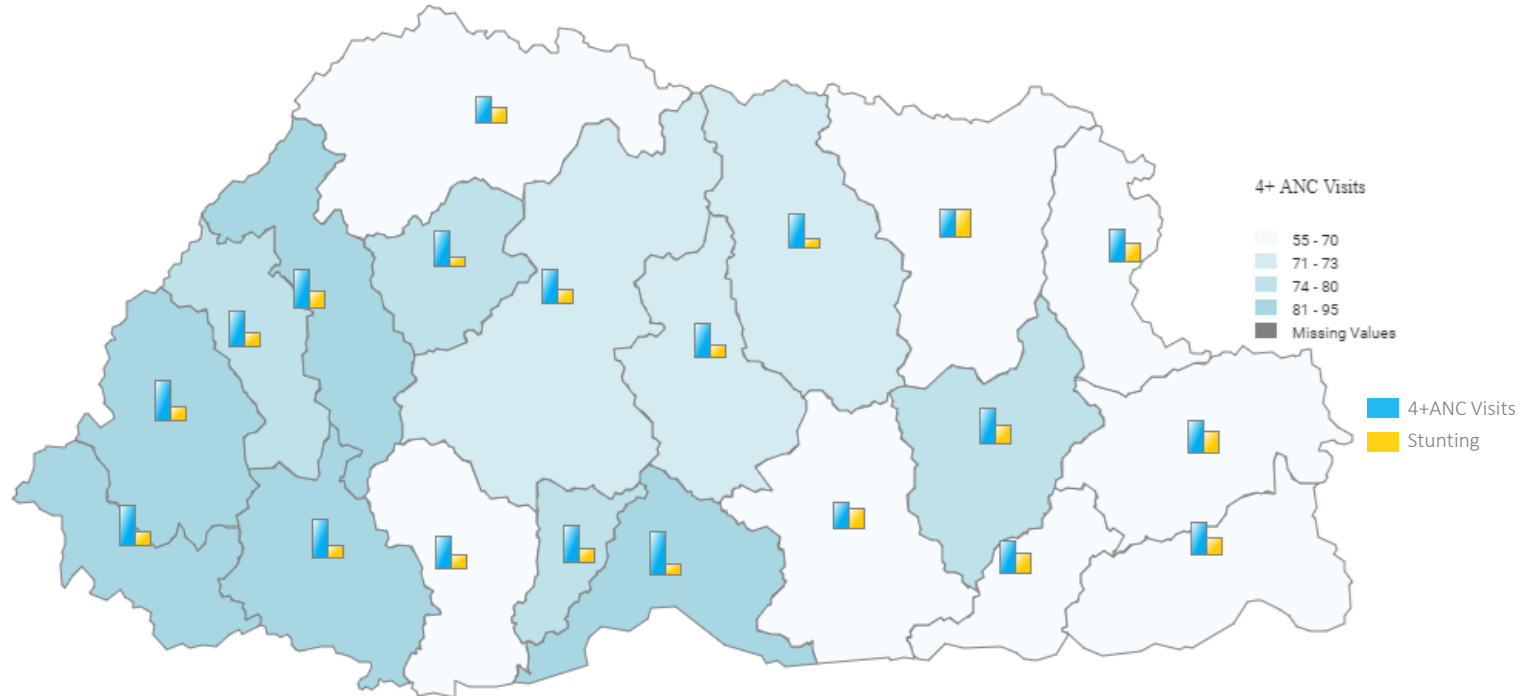 4+ ANC Visits
55 - 70
71 - 73
74 - 80
81 - 95
Missing Values
4+ANC Visits
Stunting